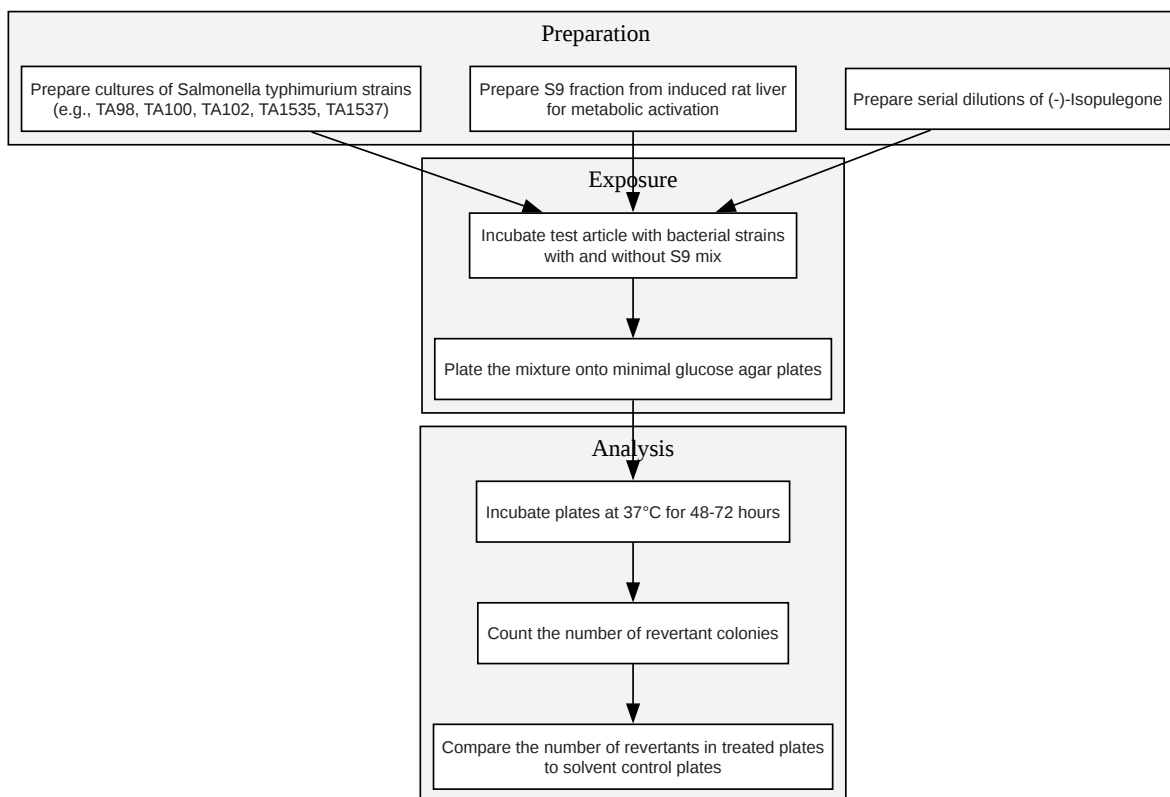 Preparation
Prepare cultures of Salmonella typhimurium strains
(e.g., TA98, TA100, TA102, TA1535, TA1537)
Prepare S9 fraction from induced rat liver
for metabolic activation
Prepare serial dilutions of (-)-Isopulegone
Exposure
Incubate test article with bacterial strains
with and without S9 mix
Plate the mixture onto minimal glucose agar plates
Analysis
Incubate plates at 37°C for 48-72 hours
Count the number of revertant colonies
Compare the number of revertants in treated plates
to solvent control plates